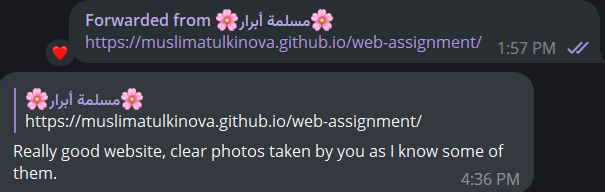 Forwarded from 🌸مسلمة أبرار🌸
https://muslimatulkinova.github.io/web-assignment/
1:57 PM
🌸مسلمة أبرار🌸
https://muslimatulkinova.github.io/web-assignment/
Really good website, clear photos taken by you as I know some of
them.
4:36 PM